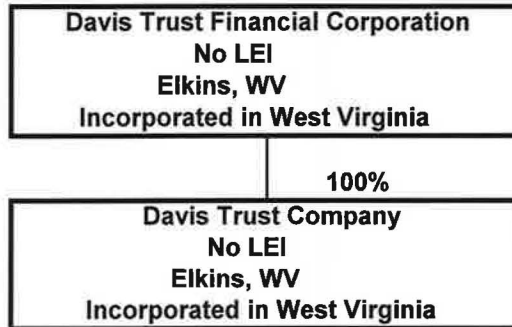 Davis Trust Financial Corporation
No LEI
Elkins, WV
Incorporated in West Virginia
100%
Davis Trust Company
No LEI
Elkins, WV
Incorporated in West Virginia